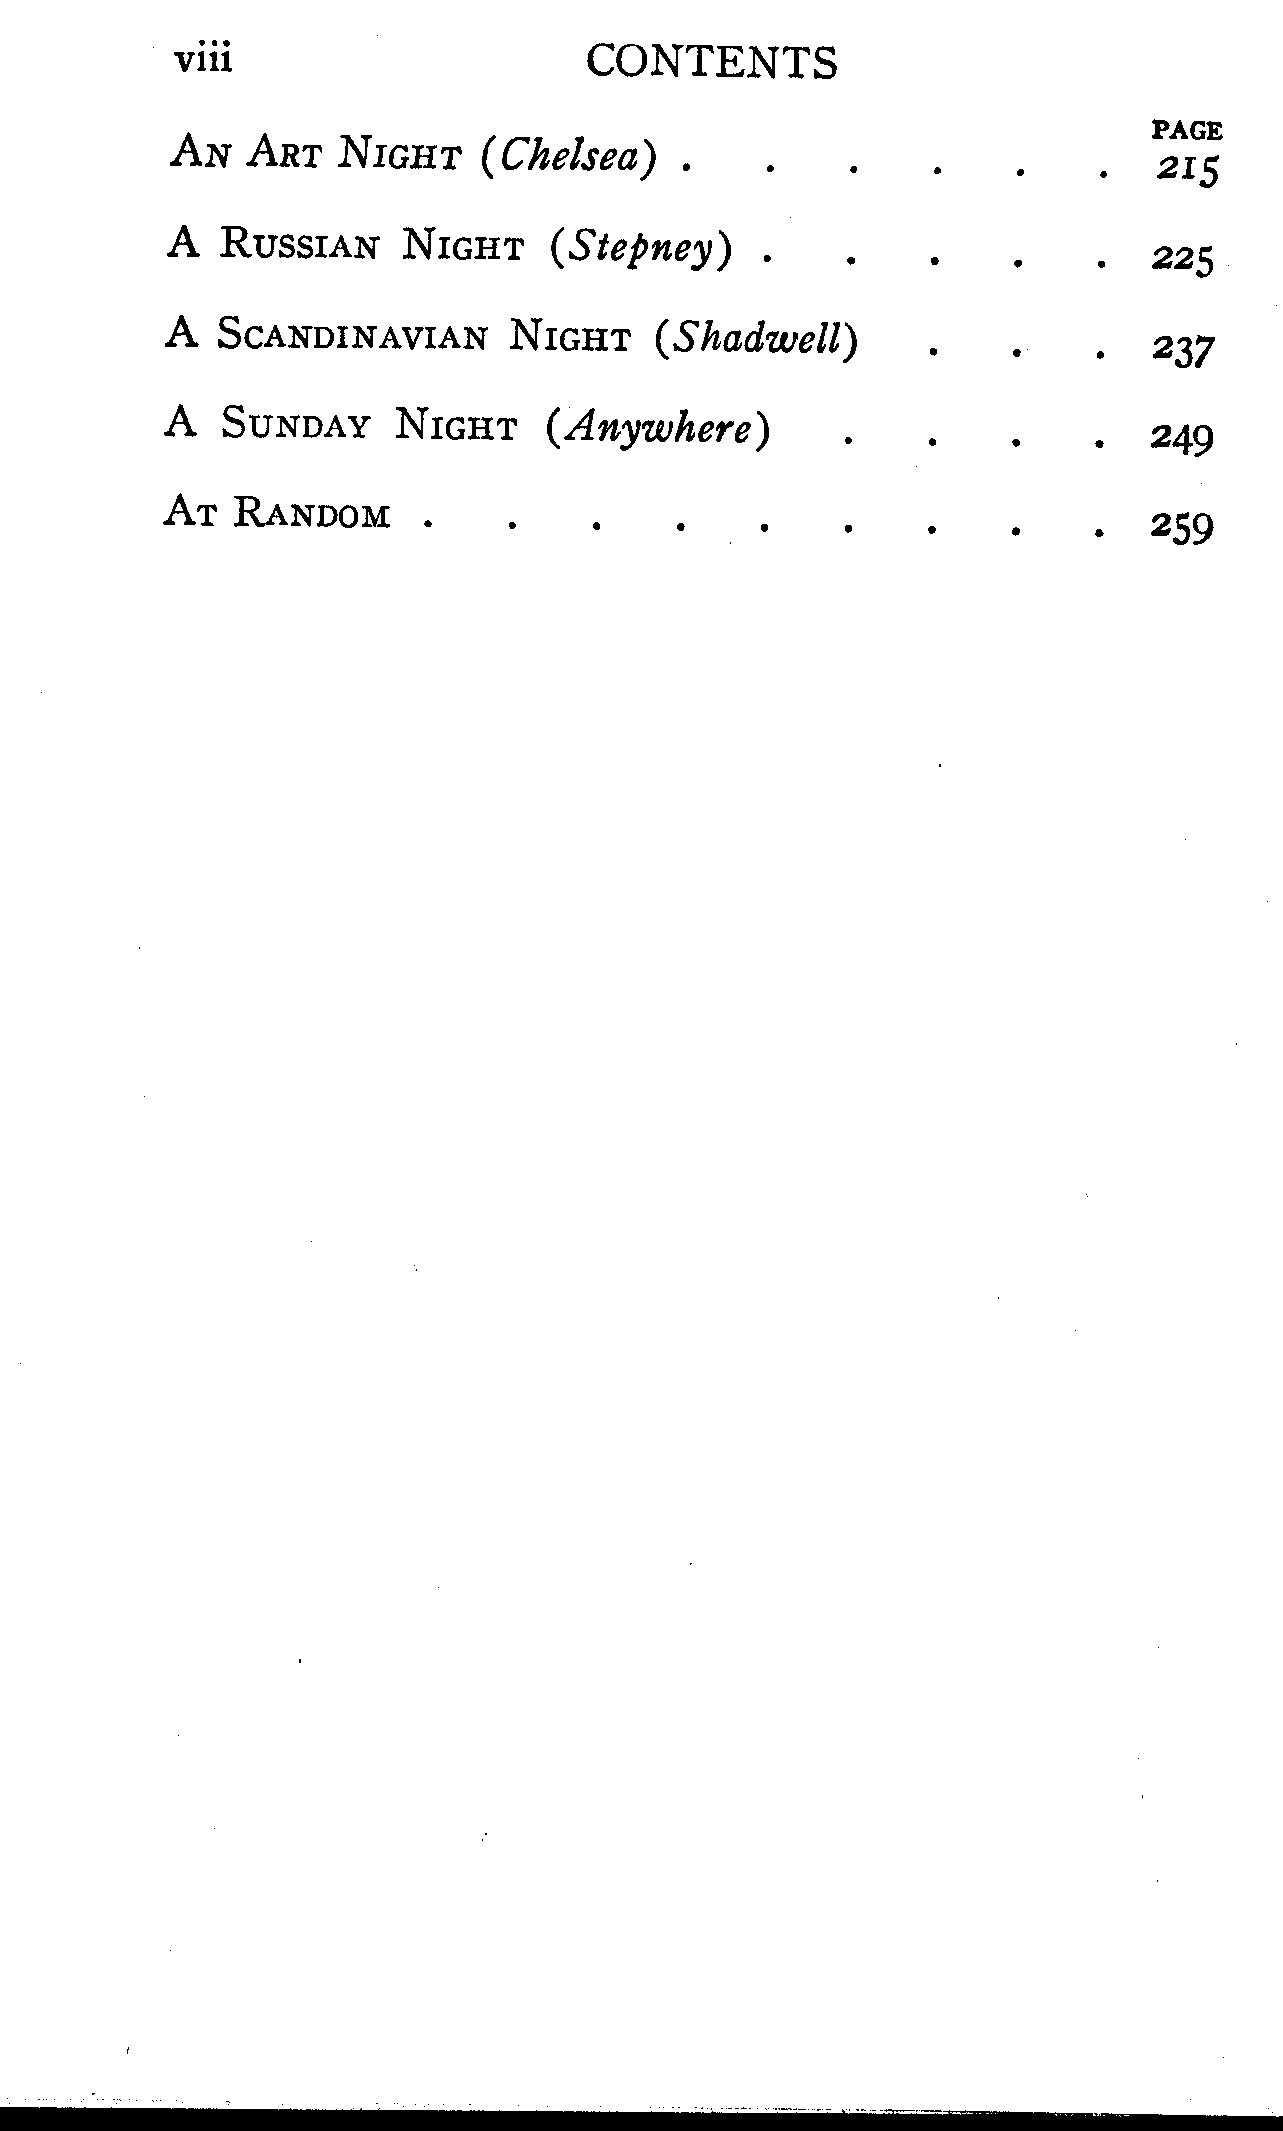 viii CONTENTS
PAGE
An Art Night (Chelsea) . . . . . . 215
A Russian Night (Stepney) . . . . . 225
A Scandinavian Night (Shadwell) . . . 237
A Sunday Night (Anywhere) . . . . 249
At Random . . . . . . . . . 259